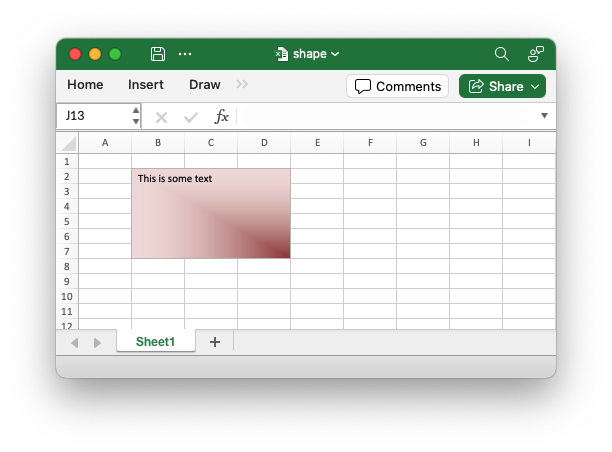 shape
Home Insert Draw Comments Share
J13 fx
A B C D E F G H I
1
2 This is some text
3
4
5
6
7
8
9
10
11
12
Sheet1 +